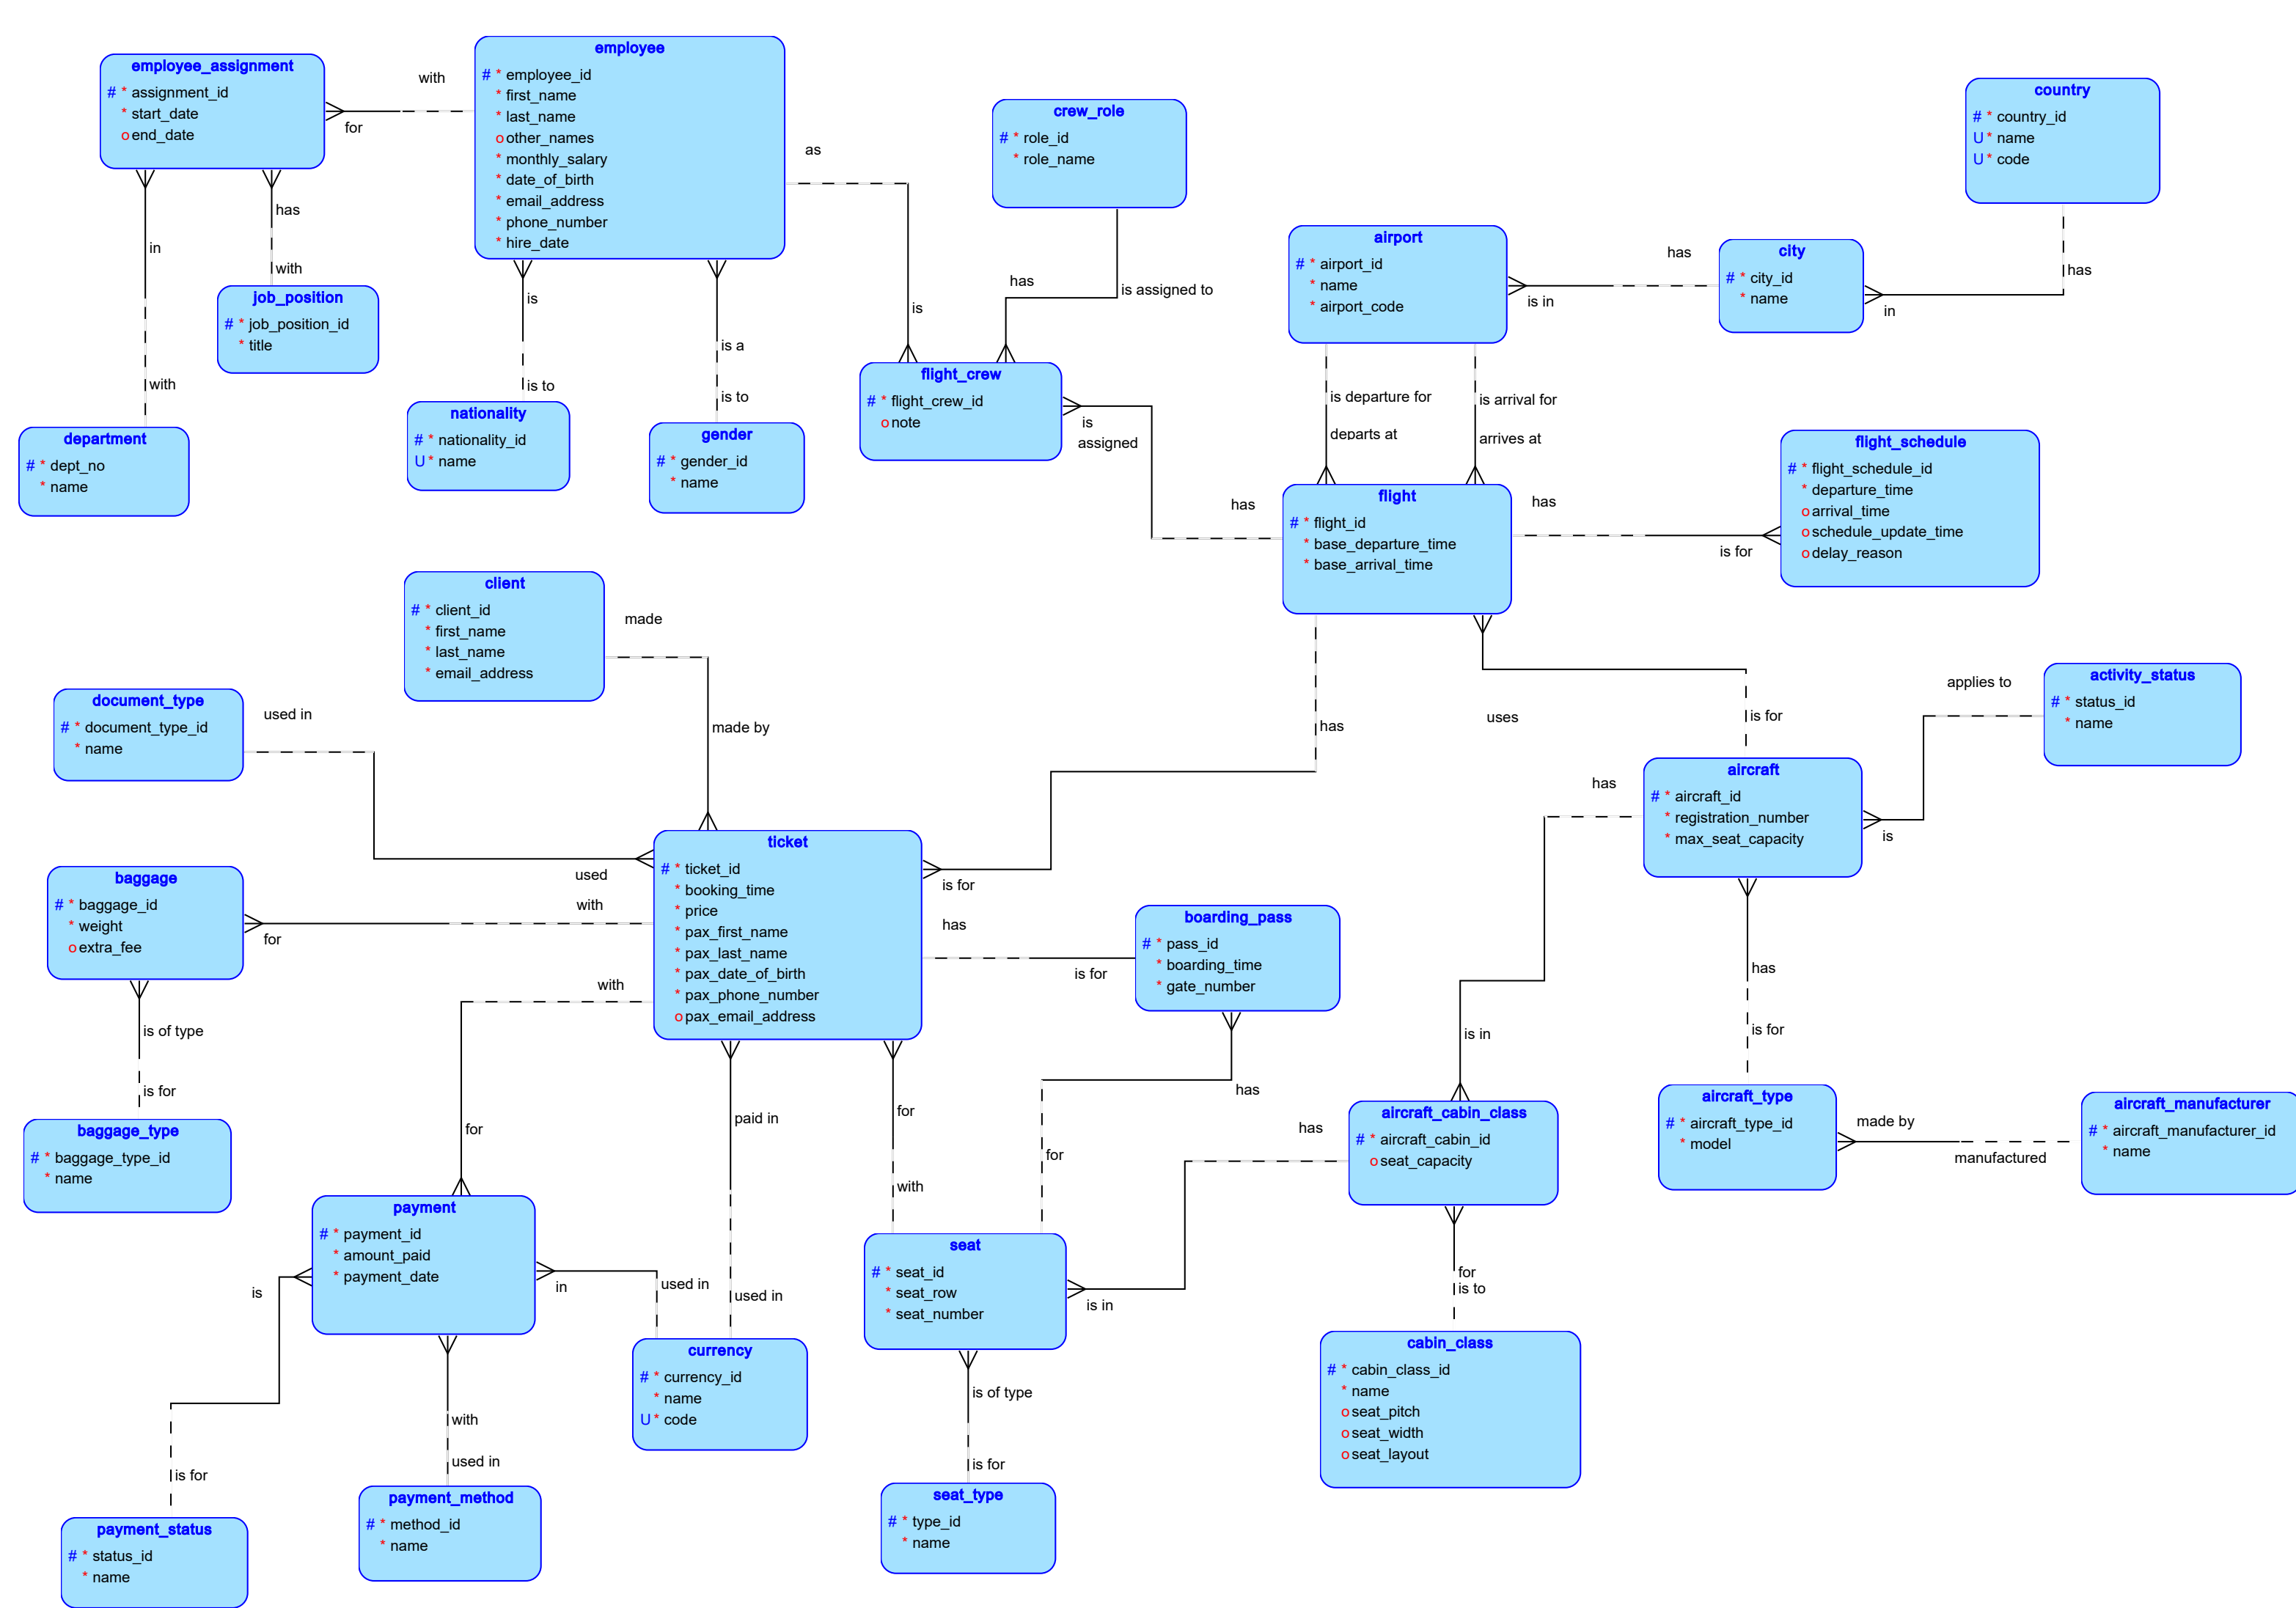 employee_assignment
# * assignment_id
* start_date
o end_date
with
for
employee
# * employee_id
* first_name
* last_name
o other_names
* monthly_salary
* date_of_birth
* email_address
* phone_number
* hire_date
as
is
crew_role
# * role_id
* role_name
has
is assigned to
country
# * country_id
U * name
U * code
has
in
city
# * city_id
* name
has
is in
airport
# * airport_id
* name
* airport_code
in
with
has
with
job_position
# * job_position_id
* title
department
# * dept_no
* name
is
is to
nationality
# * nationality_id
U * name
is a
is to
gender
# * gender_id
* name
flight_crew
# * flight_crew_id
o note
is
assigned
has
is departure for
departs at
is arrival for
arrives at
flight
# * flight_id
* base_departure_time
* base_arrival_time
has
is for
flight_schedule
# * flight_schedule_id
* departure_time
o arrival_time
o schedule_update_time
o delay_reason
client
# * client_id
* first_name
* last_name
* email_address
made
made by
document_type
# * document_type_id
* name
used in
used
has
is for
uses
is for
applies to
is
activity_status
# * status_id
* name
aircraft
# * aircraft_id
* registration_number
* max_seat_capacity
has
is in
ticket
# * ticket_id
* booking_time
* price
* pax_first_name
* pax_last_name
* pax_date_of_birth
* pax_phone_number
o pax_email_address
baggage
# * baggage_id
* weight
o extra_fee
with
for
is of type
is for
baggage_type
# * baggage_type_id
* name
has
is for
boarding_pass
# * pass_id
* boarding_time
* gate_number
has
for
with
for
paid in
used in
for
with
has
is for
aircraft_type
# * aircraft_type_id
* model
made by
manufactured
aircraft_manufacturer
# * aircraft_manufacturer_id
* name
aircraft_cabin_class
# * aircraft_cabin_id
o seat_capacity
has
is in
for
is to
cabin_class
# * cabin_class_id
* name
o seat_pitch
o seat_width
o seat_layout
payment
# * payment_id
* amount_paid
* payment_date
in
used in
is
is for
with
used in
currency
# * currency_id
* name
U * code
seat
# * seat_id
* seat_row
* seat_number
is of type
is for
seat_type
# * type_id
* name
payment_method
# * method_id
* name
payment_status
# * status_id
* name